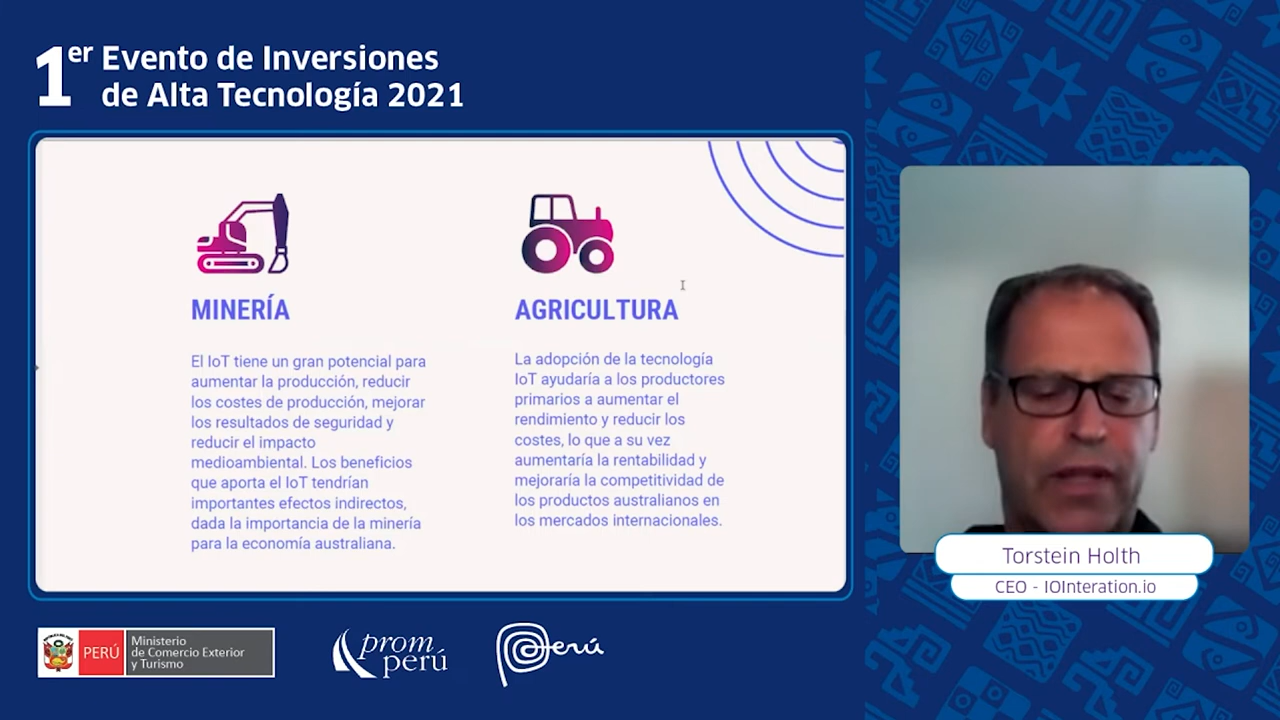 1er Evento de Inversiones
de Alta Tecnología 2021
MINERÍA
El IoT tiene un gran potencial para
aumentar la producción, reducir
los costes de producción, mejorar
los resultados de seguridad y
reducir el impacto
medioambiental. Los beneficios
que aporta el IoT tendrían
importantes efectos indirectos,
dada la importancia de la minería
para la economía australiana.
AGRICULTURA
La adopción de la tecnología
IoT ayudaría a los productores
primarios a aumentar el
rendimiento y reducir los
costes, lo que a su vez
aumentaría la rentabilidad y
mejoraría la competitividad de
los productos australianos en
los mercados internacionales.
Torstein Holth
CEO - IOInteration.io
PERÚ
Ministerio
de Comercio Exterior
y Turismo
prom
perú
Perú